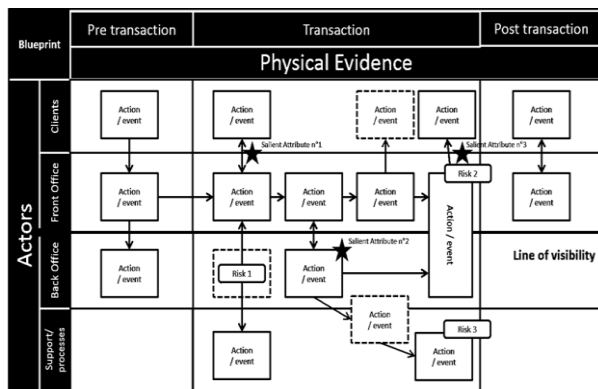 Blueprint
Pre transaction
Transaction
Post transaction
Physical Evidence
Actors
Clients
Action
/ event
Action
/ event
Action
/ event
Action
/ event
Action
/ event
Salient Attribute n°1
Salient Attribute n°3
Front Office
Action
/ event
Action
/ event
Action
/ event
Action
/ event
Risk 2
Action / event
Action
/ event
Back Office
Action
/ event
Risk 1
Action
/ event
Salient Attribute n°2
Line of visibility
Support/
processes
Action
/ event
Action
/ event
Risk 3
Action
/ event